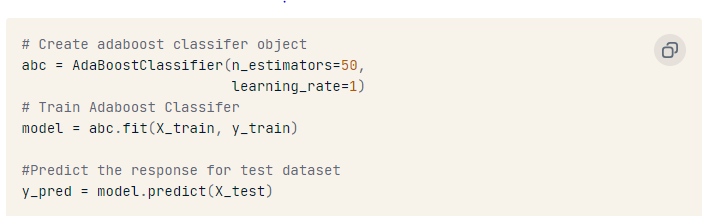 # Create adaboost classifer object
abc = AdaBoostClassifier(n_estimators=50,
                         learning_rate=1)
# Train Adaboost Classifer
model = abc.fit(X_train, y_train)

#Predict the response for test dataset
y_pred = model.predict(X_test)